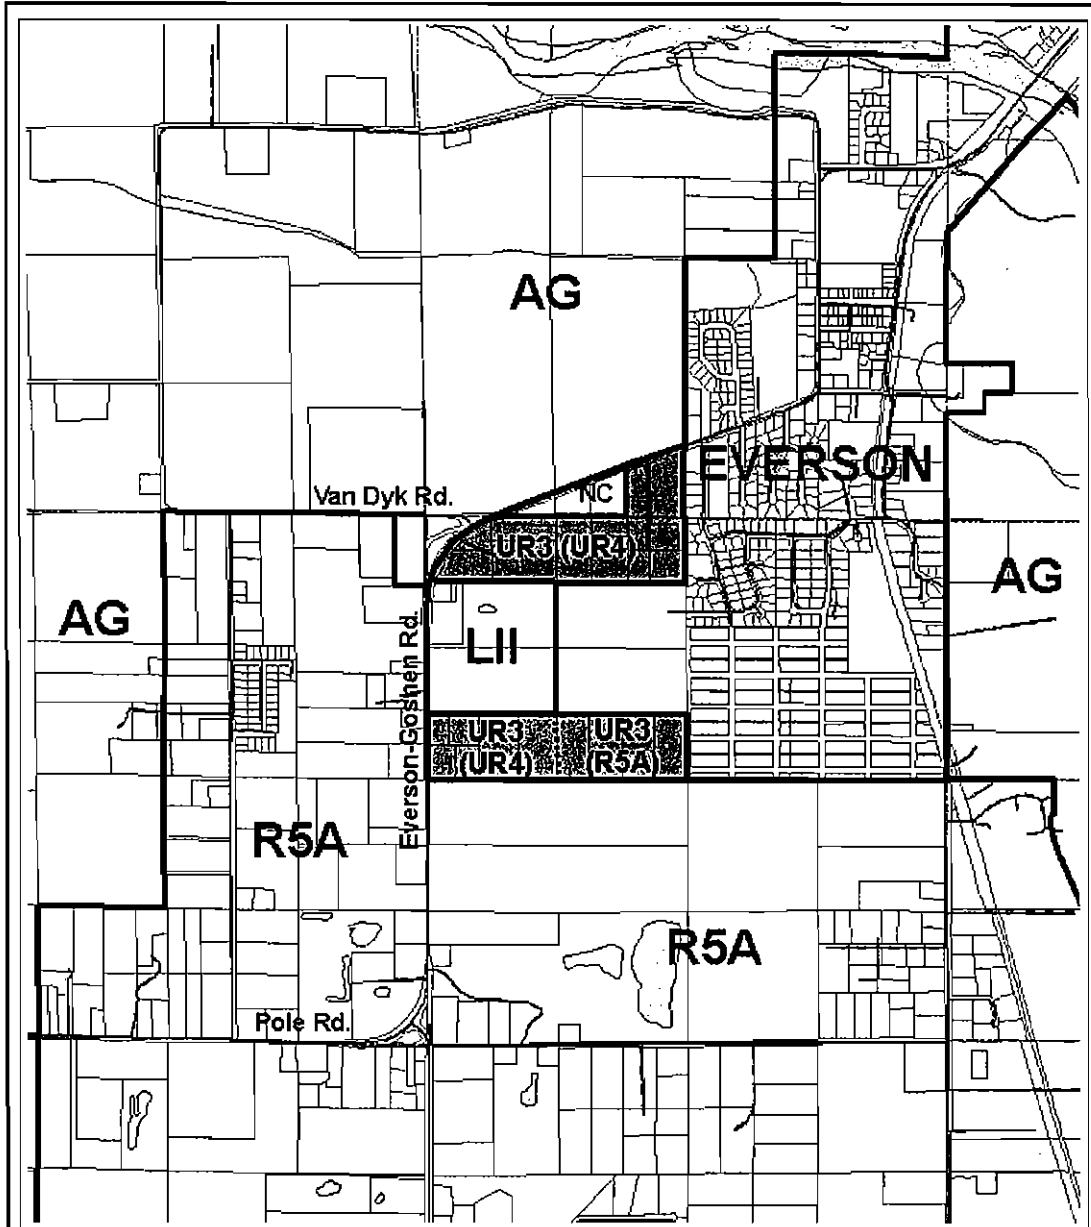 AG
EVERSON
NC
Van Dyk Rd.
UR3 (UR4)
AG
AG
LII
Everson-Goshen Rd.
UR3
(UR4)
UR3
(R5A)
R5A
R5A
Pole Rd.